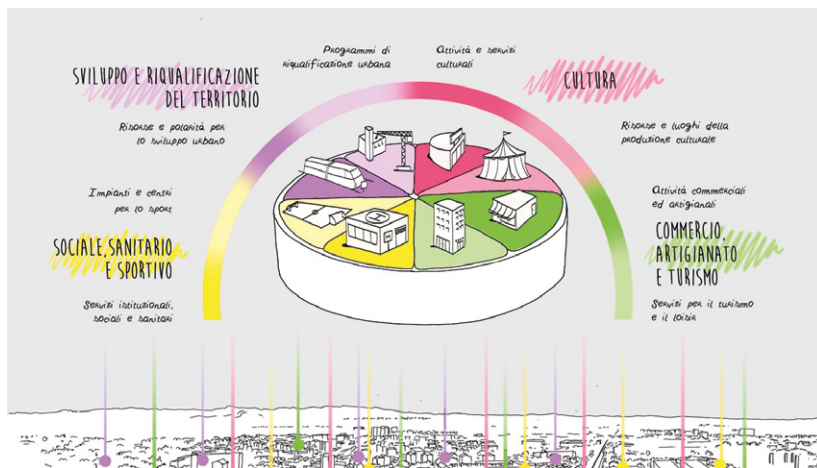 Programmi di
riqualificazione urbana
Attività e servizi
culturali
SVILUPPO E RIQUALIFICAZIONE
DEL TERRITORIO
CULTURA
Risorse e polarità per
lo sviluppo urbano
Risorse e luoghi della
produzione culturale
Impianti e centri
per lo sport
Attività commerciali
ed artigianali
SOCIALE, SANITARIO
E SPORTIVO
COMMERCIO,
ARTIGIANATO
E TURISMO
Servizi istituzionali,
sociali e sanitari
Servizi per il turismo
e il loisir